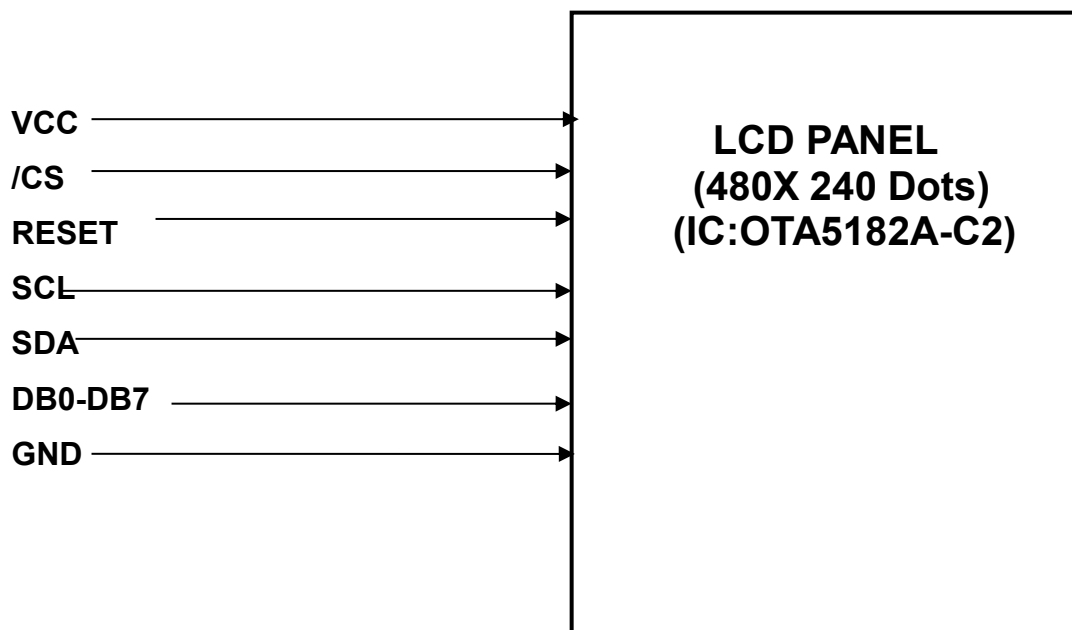 VCC
/CS
RESET
SCL
SDA
DB0-DB7
GND
LCD PANEL
(480X 240 Dots)
(IC:OTA5182A-C2)